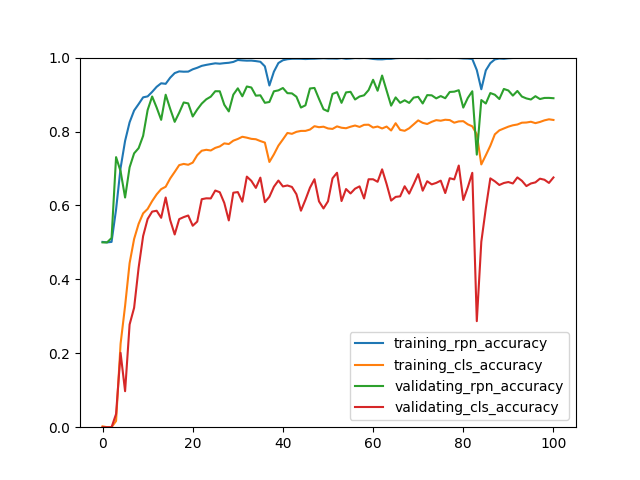 1.0
0.8
0.6
0.4
0.2
0.0
0 20 40 60 80 100
training_rpn_accuracy
training_cls_accuracy
validating_rpn_accuracy
validating_cls_accuracy